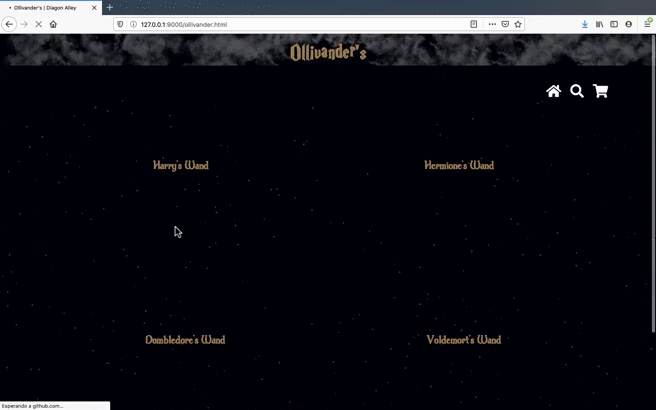 Ollivander's | Diagon Alley
127.0.0.1:9000/ollivander.html
Ollivander's
Harry's Wand
Hermione's Wand
Dombledore's Wand
Voldemort's Wand
Esperando a github.com...